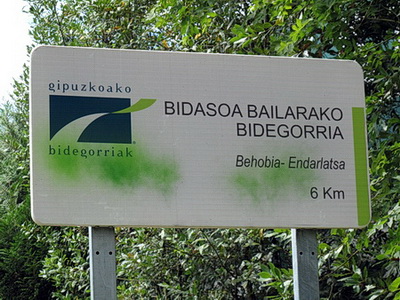 gipuzkoako
bidegorriak
BIDASOA BAILARAKO
BIDEGORRIA
Behobia- Endarlatsa
6 Km